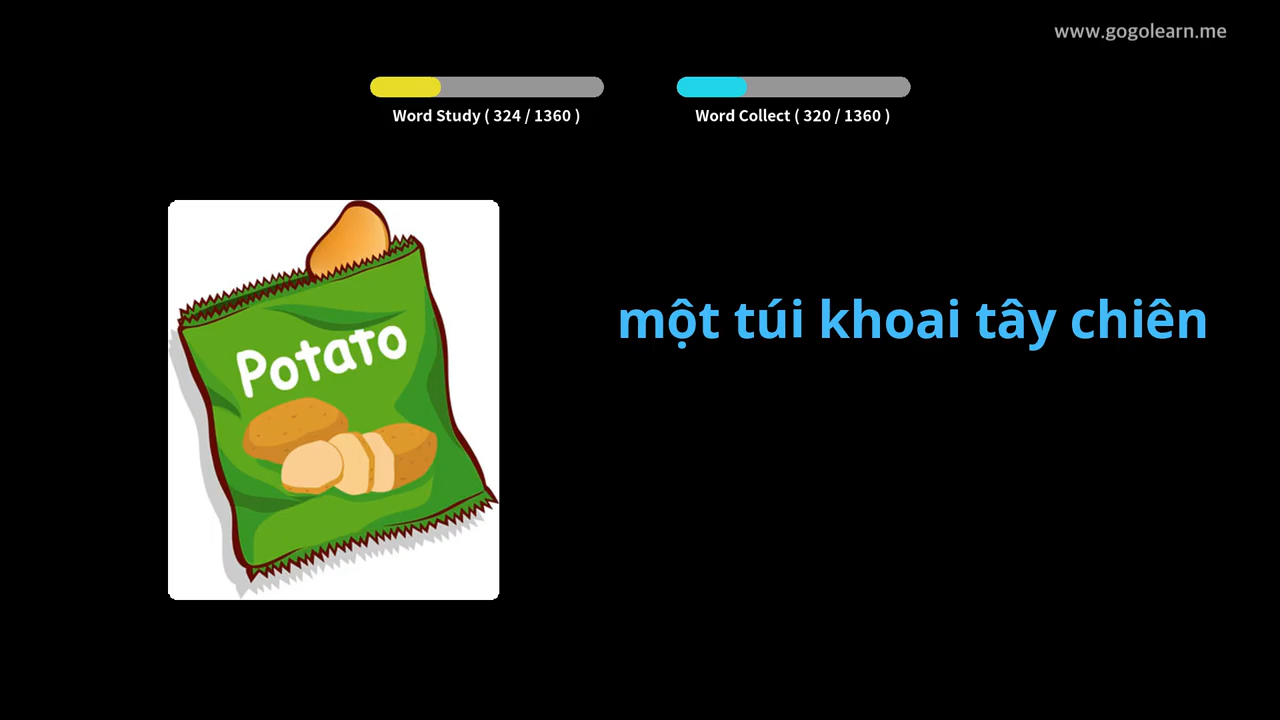 www.gogolearn.me
Word Study ( 324 / 1360 )
Word Collect ( 320 / 1360 )
Potato
một túi khoai tây chiên